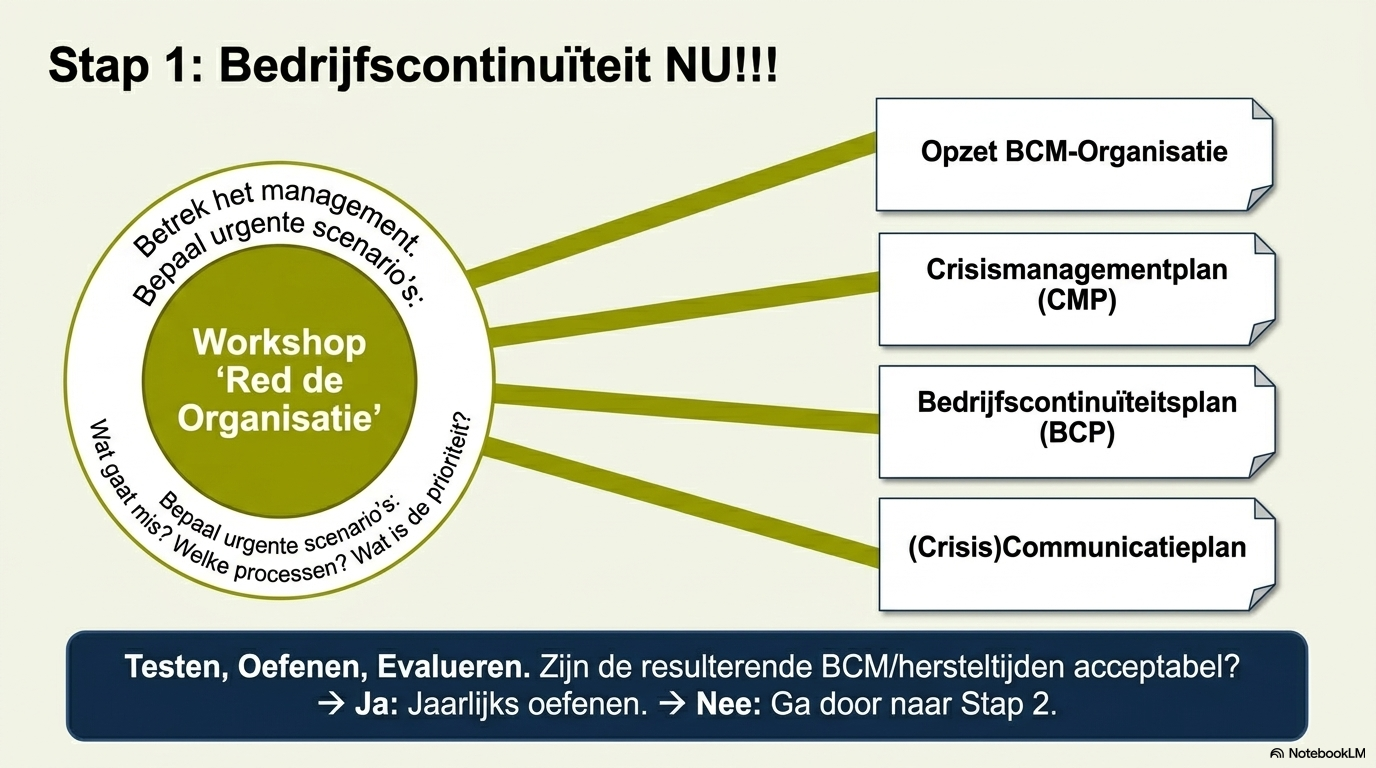 Stap 1: Bedrijfscontinuïteit NU!!!
Betrek het management.
Bepaal urgente scenario's:
Workshop
‘Red de
Organisatie’
Bepaal urgente scenario's:
Wat gaat mis? Welke processen? Wat is de prioriteit?
Opzet BCM-Organisatie
Crisismanagementplan
(CMP)
Bedrijfscontinuïteitsplan
(BCP)
(Crisis)Communicatieplan
Testen, Oefenen, Evalueren. Zijn de resulterende BCM/hersteltijden acceptabel?
→ Ja: Jaarlijks oefenen. → Nee: Ga door naar Stap 2.
NotebookLM